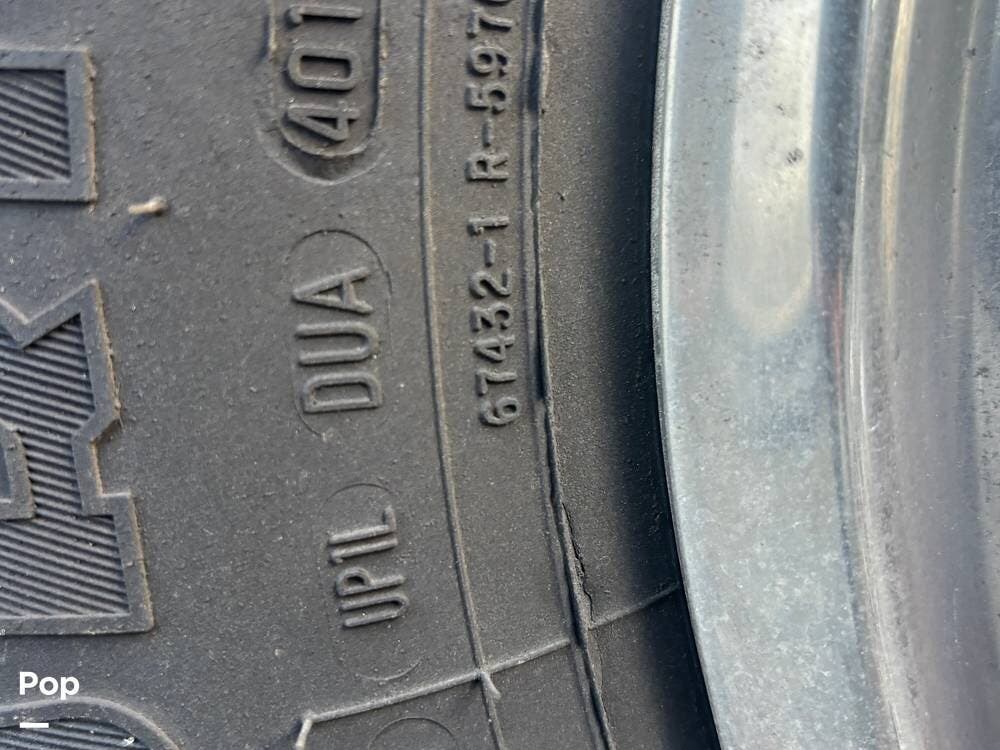 UP1L DUA 401
67432-1 R-597
Pop